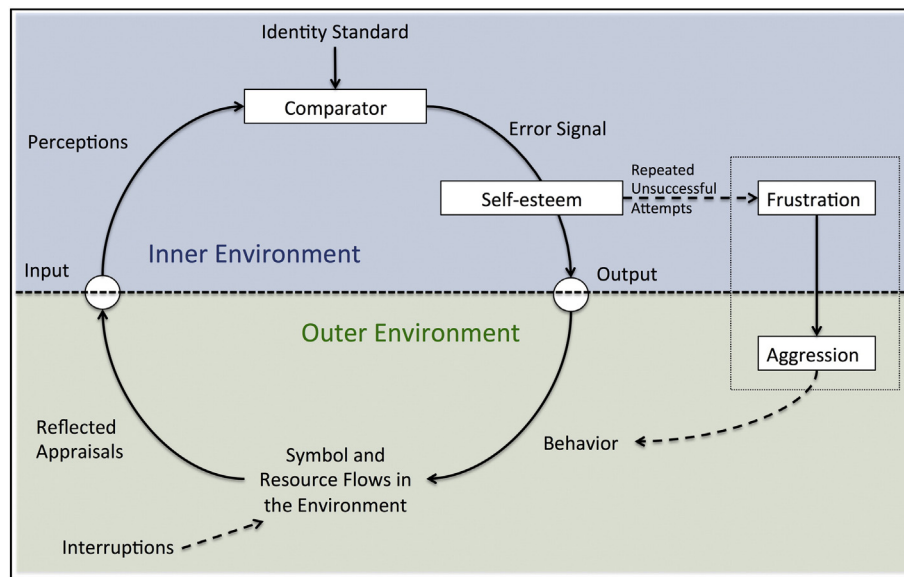 Identity Standard
Comparator
Perceptions
Error Signal
Repeated
Unsuccessful
Attempts
Self-esteem
Frustration
Inner Environment
Input
Output
Outer Environment
Aggression
Reflected
Appraisals
Behavior
Symbol and
Resource Flows in
the Environment
Interruptions